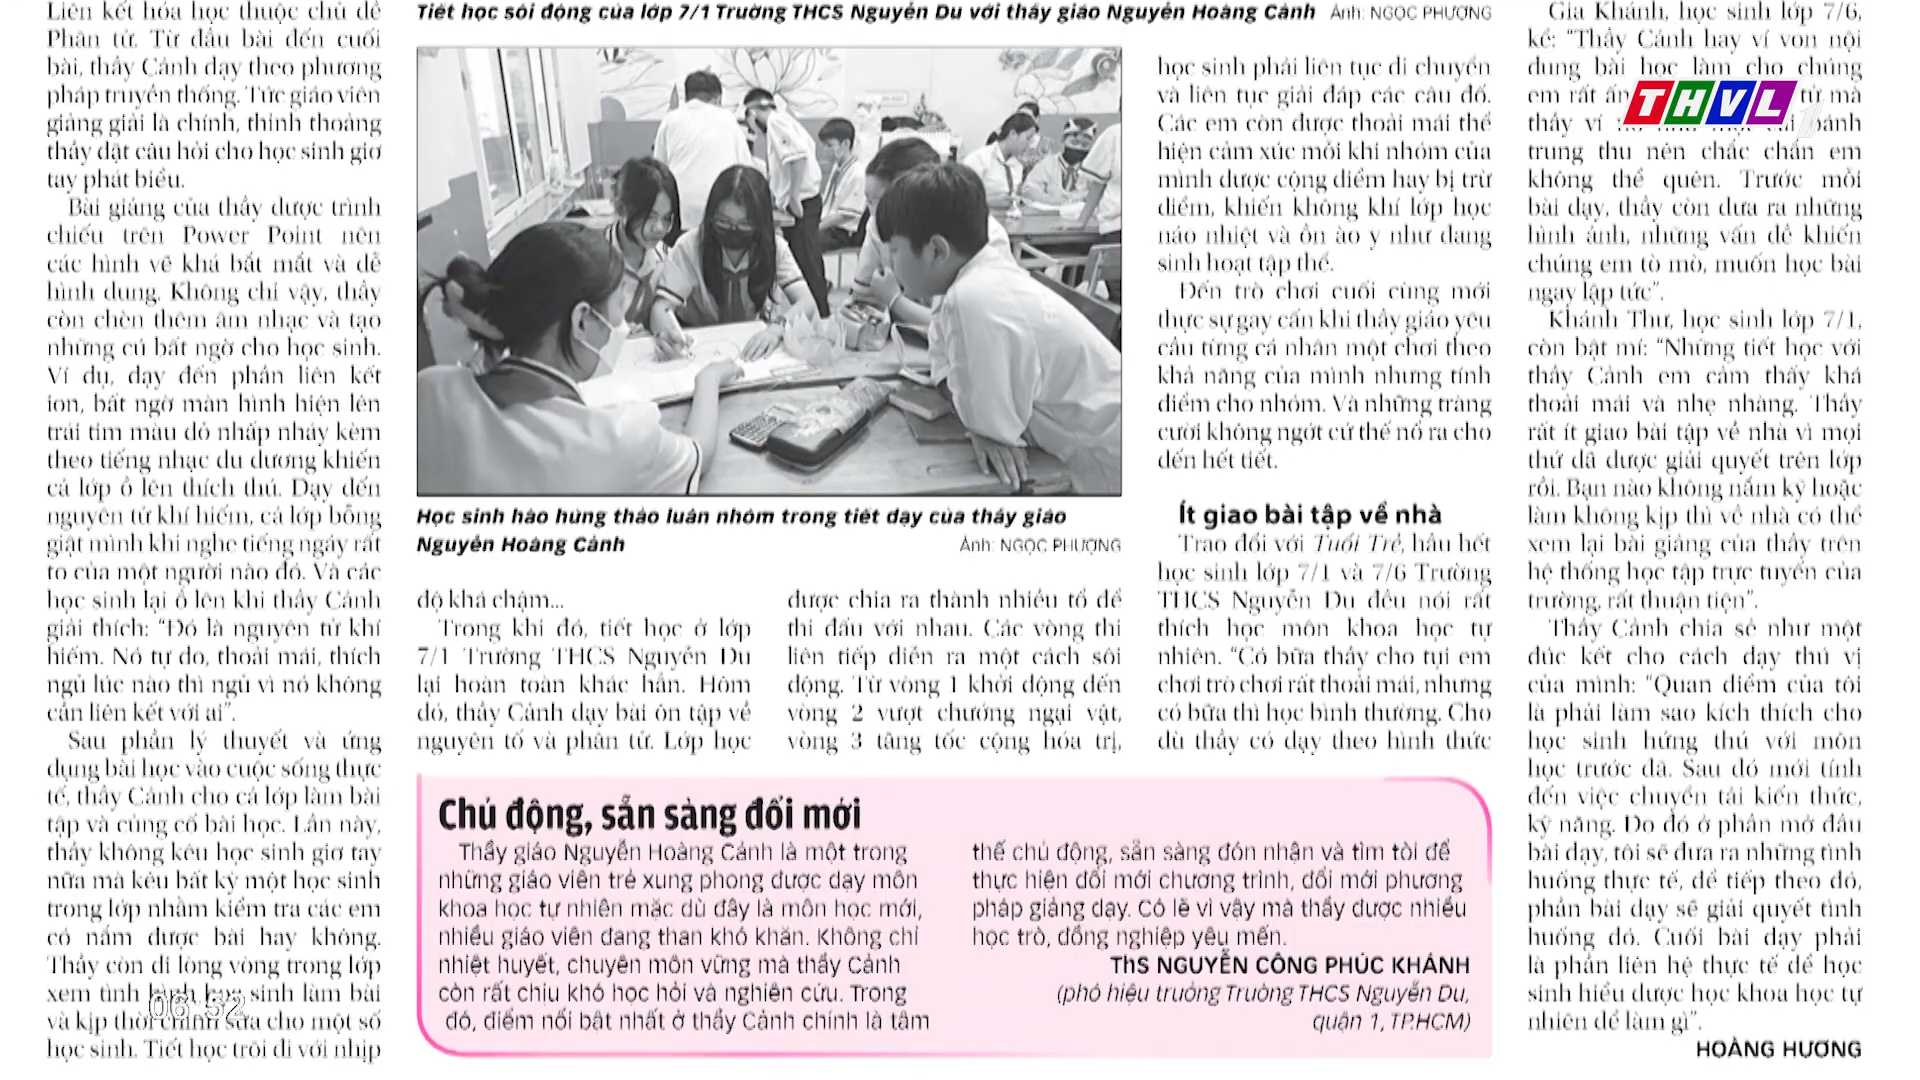 Liên kết hóa học thuộc chủ đề
Phân tử. Từ đầu bài đến cuối
bài, thầy Cảnh dạy theo phương
pháp truyền thống. Tức giáo viên
giảng giải là chính, thỉnh thoảng
thầy đặt câu hỏi cho học sinh giơ
tay phát biểu.
Bài giảng của thầy được trình
chiếu trên Power Point nên
các hình vẽ khá bắt mắt và dễ
hình dung. Không chỉ vậy, thầy
còn chèn thêm âm nhạc và tạo
những cú bất ngờ cho học sinh.
Ví dụ, dạy đến phần liên kết
ion, bất ngờ màn hình hiện lên
trái tim màu đỏ nhấp nháy kèm
theo tiếng nhạc du dương khiến
cả lớp ồ lên thích thú. Dạy đến
nguyên tử khí hiếm, cả lớp bỗng
giật mình khi nghe tiếng ngáy rất
to của một người nào đó. Và các
học sinh lại ồ lên khi thầy Cảnh
giải thích: “Đó là nguyên tử khí
hiếm. Nó tự do, thoải mái, thích
ngủ lúc nào thì ngủ vì nó không
cần liên kết với ai”.
Sau phần lý thuyết và ứng
dụng bài học vào cuộc sống thực
tế, thầy Cảnh cho cả lớp làm bài
tập và củng cố bài học. Lần này,
thầy không kêu học sinh giơ tay
nữa mà kêu bất kỳ một học sinh
trong lớp nhằm kiểm tra các em
có nắm được bài hay không.
Thầy còn đi lòng vòng trong lớp
xem tình hình học sinh làm bài
và kịp thời chỉnh sửa cho một số
học sinh. Tiết học trôi đi với nhịp
06:52
Tiết học sôi động của lớp 7/1 Trường THCS Nguyễn Du với thầy giáo Nguyễn Hoàng Cảnh Ảnh: NGỌC PHƯỢNG
Học sinh hào hứng thảo luận nhóm trong tiết dạy của thầy giáo
Nguyễn Hoàng Cảnh Ảnh: NGỌC PHƯỢNG
độ khá chậm...
Trong khi đó, tiết học ở lớp
7/1 Trường THCS Nguyễn Du
lại hoàn toàn khác hẳn. Hôm
đó, thầy Cảnh dạy bài ôn tập về
nguyên tố và phân tử. Lớp học
được chia ra thành nhiều tổ để
thi đấu với nhau. Các vòng thi
liên tiếp diễn ra một cách sôi
động. Từ vòng 1 khởi động đến
vòng 2 vượt chướng ngại vật,
vòng 3 tăng tốc cộng hóa trị,
học sinh phải liên tục di chuyển
và liên tục giải đáp các câu đố.
Các em còn được thoải mái thể
hiện cảm xúc mỗi khi nhóm của
mình được cộng điểm hay bị trừ
điểm, khiến không khí lớp học
náo nhiệt và ồn ào y như đang
sinh hoạt tập thể.
Đến trò chơi cuối cùng mới
thực sự gay cấn khi thầy giáo yêu
cầu từng cá nhân một chơi theo
khả năng của mình nhưng tính
điểm cho nhóm. Và những tràng
cười không ngớt cứ thế nổ ra cho
đến hết tiết.
Ít giao bài tập về nhà
Trao đổi với Tuổi Trẻ, hầu hết
học sinh lớp 7/1 và 7/6 Trường
THCS Nguyễn Du đều nói rất
thích học môn khoa học tự
nhiên. “Có bữa thầy cho tụi em
chơi trò chơi rất thoải mái, nhưng
có bữa thì học bình thường. Cho
dù thầy có dạy theo hình thức
Gia Khánh, học sinh lớp 7/6,
kể: “Thầy Cảnh hay ví von nội
dung bài học làm cho chúng
em rất ấn tử mà
thầy ví nó như một cái bánh
trung thu nên chắc chắn em
không thể quên. Trước mỗi
bài dạy, thầy còn đưa ra những
hình ảnh, những vấn đề khiến
chúng em tò mò, muốn học bài
ngay lập tức”.
Khánh Thư, học sinh lớp 7/1,
còn bật mí: “Những tiết học với
thầy Cảnh em cảm thấy khá
thoải mái và nhẹ nhàng. Thầy
rất ít giao bài tập về nhà vì mọi
thứ đã được giải quyết trên lớp
rồi. Bạn nào không nắm kỹ hoặc
làm không kịp thì về nhà có thể
xem lại bài giảng của thầy trên
hệ thống học tập trực tuyến của
trường, rất thuận tiện”.
Thầy Cảnh chia sẻ như một
đúc kết cho cách dạy thú vị
của mình: “Quan điểm của tôi
là phải làm sao kích thích cho
học sinh hứng thú với môn
học trước đã. Sau đó mới tính
đến việc chuyển tải kiến thức,
kỹ năng. Do đó ở phần mở đầu
bài dạy, tôi sẽ đưa ra những tình
huống thực tế, để tiếp theo đó,
phần bài dạy sẽ giải quyết tình
huống đó. Cuối bài dạy phải
là phần liên hệ thực tế để học
sinh hiểu được học khoa học tự
nhiên để làm gì”.
HOÀNG HƯƠNG
THVL
Chủ động, sẵn sàng đổi mới
Thầy giáo Nguyễn Hoàng Cảnh là một trong
những giáo viên trẻ xung phong được dạy môn
khoa học tự nhiên mặc dù đây là môn học mới,
nhiều giáo viên đang than khó khăn. Không chỉ
nhiệt huyết, chuyên môn vững mà thầy Cảnh
còn rất chịu khó học hỏi và nghiên cứu. Trong
đó, điểm nổi bật nhất ở thầy Cảnh chính là tâm
thế chủ động, sẵn sàng đón nhận và tìm tòi để
thực hiện đổi mới chương trình, đổi mới phương
pháp giảng dạy. Có lẽ vì vậy mà thầy được nhiều
học trò, đồng nghiệp yêu mến.
ThS NGUYỄN CÔNG PHÚC KHÁNH
(phó hiệu trưởng Trường THCS Nguyễn Du,
quận 1, TP.HCM)